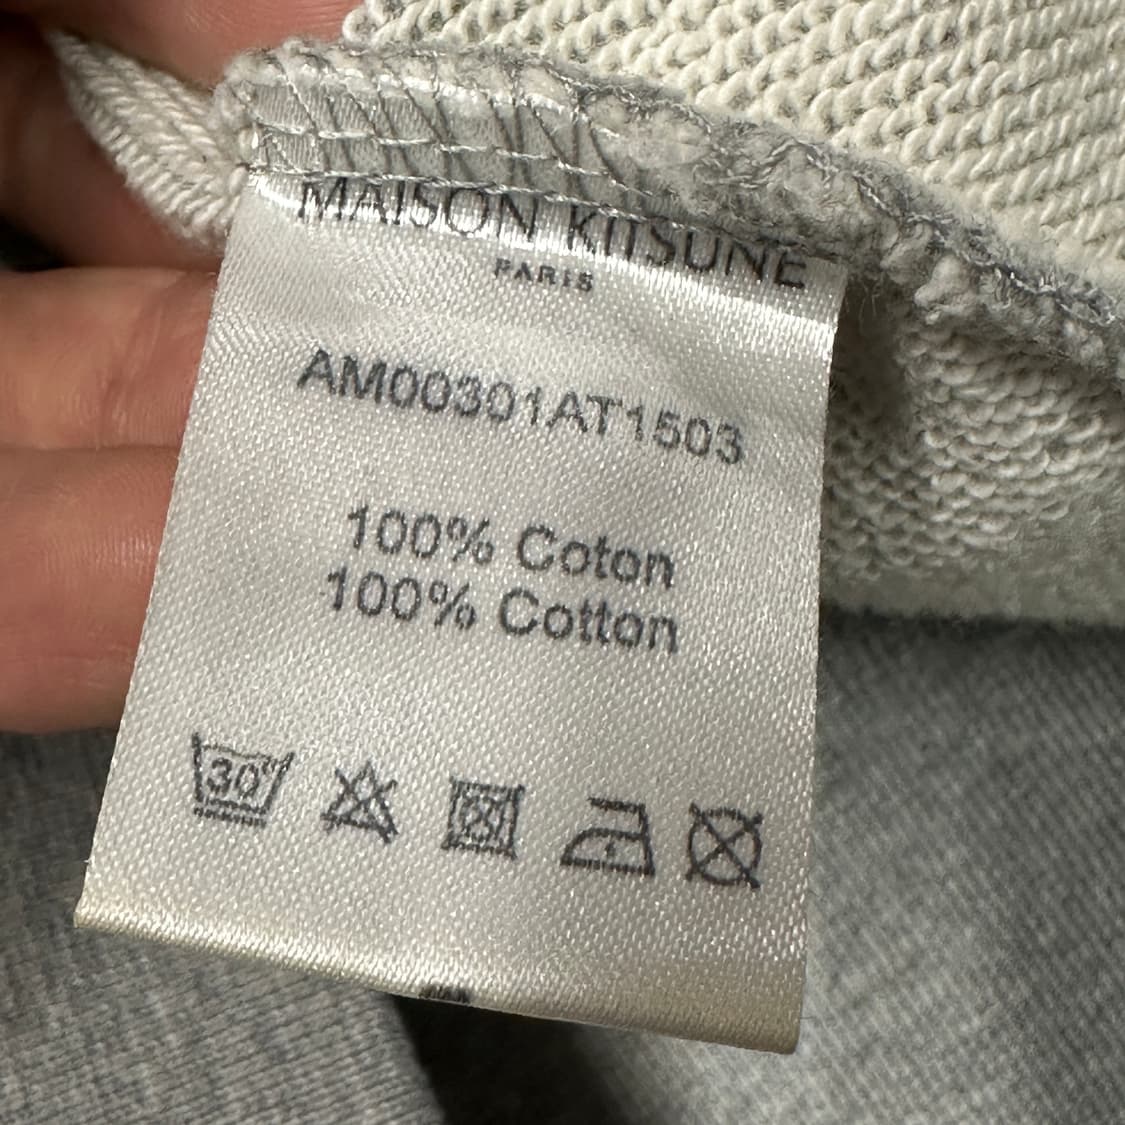 MAISON KITSUNE
PARIS
AM00301AT1503
100% Coton
100% Cotton
30°